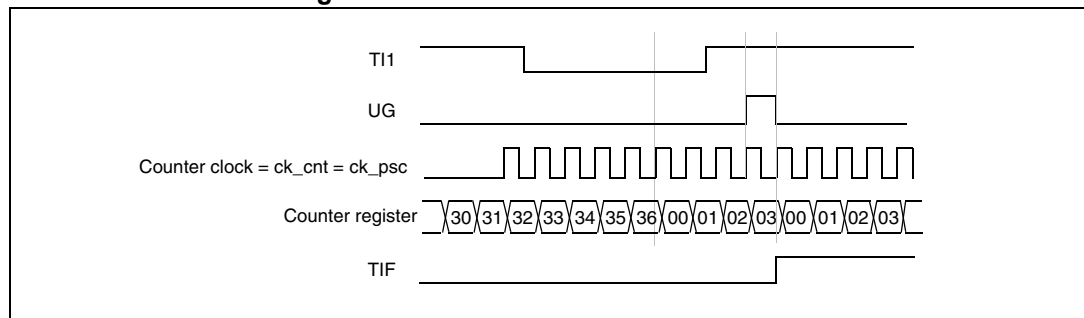 TI1
UG
Counter clock = ck_cnt = ck_psc
Counter register 30 31 32 33 34 35 36 00 01 02 03 00 01 02 03
TIF